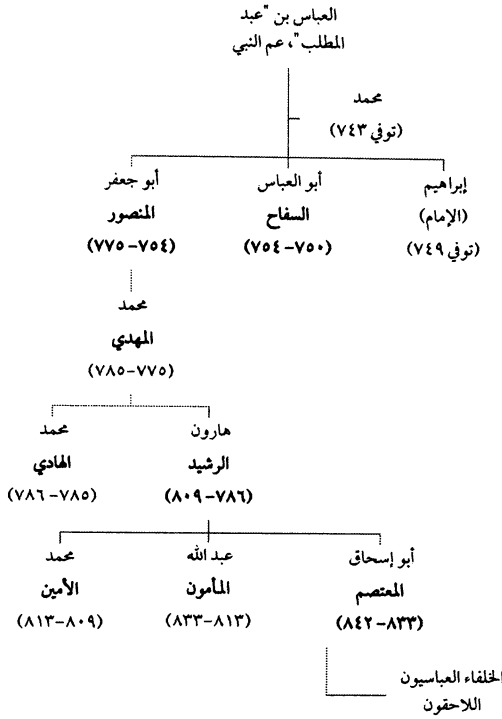 العباس بن "عبد
المطلب"، عم النبي
محمد
(توفي ٧٤٣)
إبراهيم
(الإمام)
(توفي ٧٤٩)
أبو العباس
السفاح
(٧٥٠-٧٥٤)
أبو جعفر
المنصور
(٧٥٤-٧٧٥)
محمد
المهدي
(٧٧٥-٧٨٥)
هارون
الرشيد
(٧٨٦-٨٠٩)
محمد
الهادي
(٧٨٥-٧٨٦)
أبو إسحاق
المعتصم
(٨٣٣-٨٤٢)
عبد الله
المأمون
(٨١٣-٨٣٣)
محمد
الأمين
(٨٠٩-٨١٣)
الخلفاء العباسيون
اللاحقون